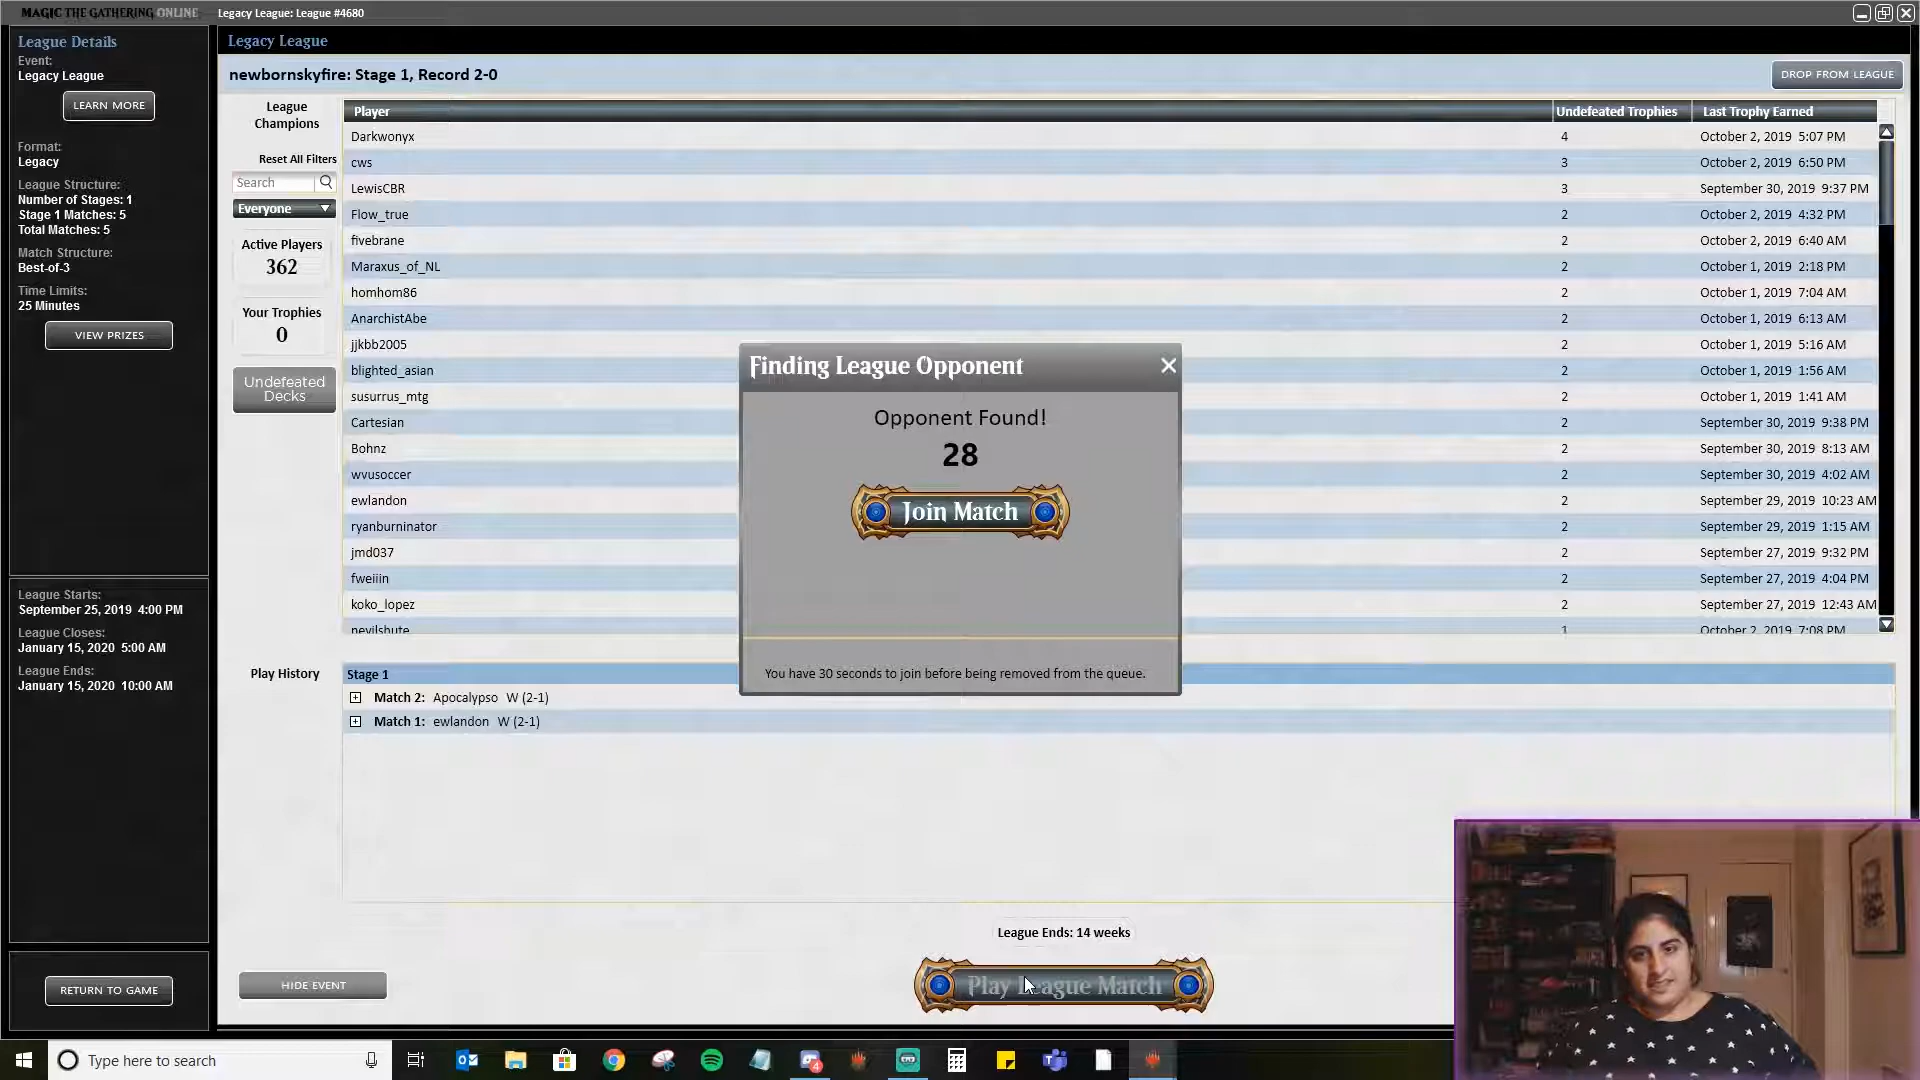 MAGIC THE GATHERING ONLINE
Legacy League: League #4680
League Details
Event:
Legacy League
LEARN MORE
Format:
Legacy
League Structure:
Number of Stages: 1
Stage 1 Matches: 5
Total Matches: 5
Match Structure:
Best-of-3
Time Limits:
25 Minutes
VIEW PRIZES
League Starts:
September 25, 2019 4:00 PM
League Closes:
January 15, 2020 5:00 AM
League Ends:
January 15, 2020 10:00 AM
RETURN TO GAME
Legacy League
newbornskyfire: Stage 1, Record 2-0
DROP FROM LEAGUE
League
Champions
Reset All Filters
Search
Everyone
Active Players
362
Your Trophies
0
Undefeated
Decks
Player Undefeated Trophies Last Trophy Earned
Darkwonyx 4 October 2, 2019 5:07 PM
cws 3 October 2, 2019 6:50 PM
LewisCBR 3 September 30, 2019 9:37 PM
Flow_true 2 October 2, 2019 4:32 PM
fivebrane 2 October 2, 2019 6:40 AM
Maraxus_of_NL 2 October 1, 2019 2:18 PM
homhom86 2 October 1, 2019 7:04 AM
AnarchistAbe 2 October 1, 2019 6:13 AM
jjkbb2005 2 October 1, 2019 5:16 AM
blighted_asian 2 October 1, 2019 1:56 AM
susurrus_mtg 2 October 1, 2019 1:41 AM
Cartesian 2 September 30, 2019 9:38 PM
Bohnz 2 September 30, 2019 8:13 AM
wvusoccer 2 September 30, 2019 4:02 AM
ewlandon 2 September 29, 2019 10:23 AM
ryanburninator 2 September 29, 2019 1:15 AM
jmd037 2 September 27, 2019 9:32 PM
fweiiin 2 September 27, 2019 4:04 PM
koko_lopez 2 September 27, 2019 12:43 AM
nevilshute 1 October 2, 2019 7:08 PM
Finding League Opponent
Opponent Found!
28
Join Match
You have 30 seconds to join before being removed from the queue.
Play History
Stage 1
Match 2: Apocalypso W (2-1)
Match 1: ewlandon W (2-1)
League Ends: 14 weeks
HIDE EVENT
Play League Match
Type here to search
4